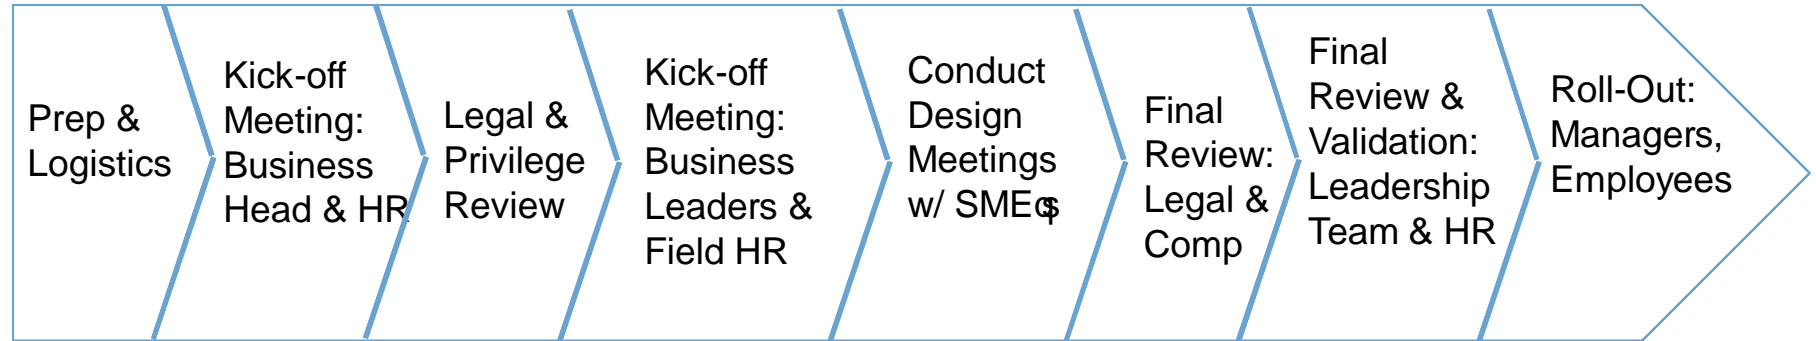 Prep &
Logistics
Kick-off
Meeting:
Business
Head & HR
Legal &
Privilege
Review
Kick-off
Meeting:
Business
Leaders &
Field HR
Conduct
Design
Meetings
w/
Final
Review:
Legal &
Comp
Final
Review &
Validation:
Leadership
Team & HR
Roll-Out:
Managers,
Employees